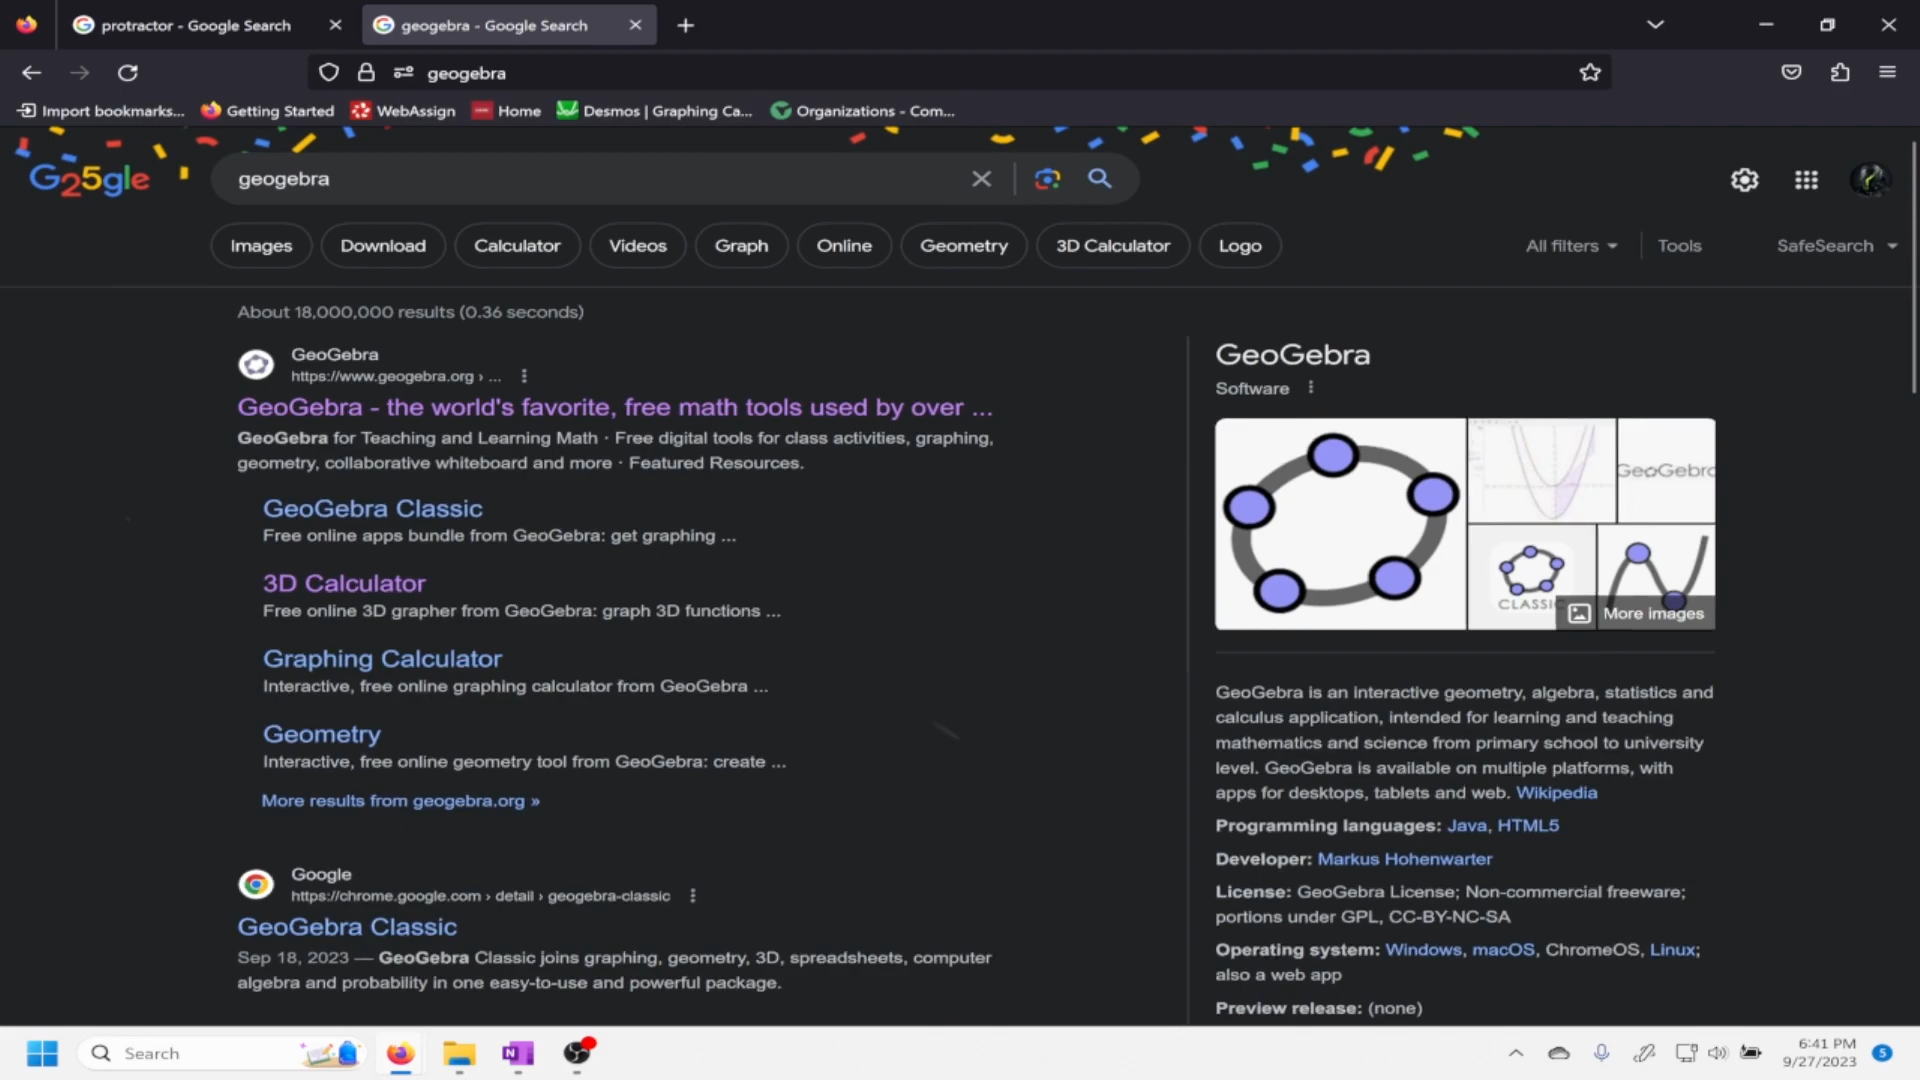 protractor - Google Search
geogebra - Google Search
geogebra
Import bookmarks...
Getting Started
WebAssign
Home
Desmos | Graphing Ca...
Organizations - Com...
G25gle
geogebra
Images
Download
Calculator
Videos
Graph
Online
Geometry
3D Calculator
Logo
All filters
Tools
SafeSearch
About 18,000,000 results (0.36 seconds)
GeoGebra
https://www.geogebra.org › ...
GeoGebra - the world's favorite, free math tools used by over ...
GeoGebra for Teaching and Learning Math · Free digital tools for class activities, graphing,
geometry, collaborative whiteboard and more · Featured Resources.
GeoGebra Classic
Free online apps bundle from GeoGebra: get graphing ...
3D Calculator
Free online 3D grapher from GeoGebra: graph 3D functions ...
Graphing Calculator
Interactive, free online graphing calculator from GeoGebra ...
Geometry
Interactive, free online geometry tool from GeoGebra: create ...
More results from geogebra.org »
Google
https://chrome.google.com › detail › geogebra-classic
GeoGebra Classic
Sep 18, 2023 — GeoGebra Classic joins graphing, geometry, 3D, spreadsheets, computer
algebra and probability in one easy-to-use and powerful package.
GeoGebra
Software
GeoGebra
CLASSIC
More images
GeoGebra is an interactive geometry, algebra, statistics and
calculus application, intended for learning and teaching
mathematics and science from primary school to university
level. GeoGebra is available on multiple platforms, with
apps for desktops, tablets and web. Wikipedia
Programming languages: Java, HTML5
Developer: Markus Hohenwarter
License: GeoGebra License; Non-commercial freeware;
portions under GPL, CC-BY-NC-SA
Operating system: Windows, macOS, ChromeOS, Linux;
also a web app
Preview release: (none)
Search
N
6:41 PM
9/27/2023
5